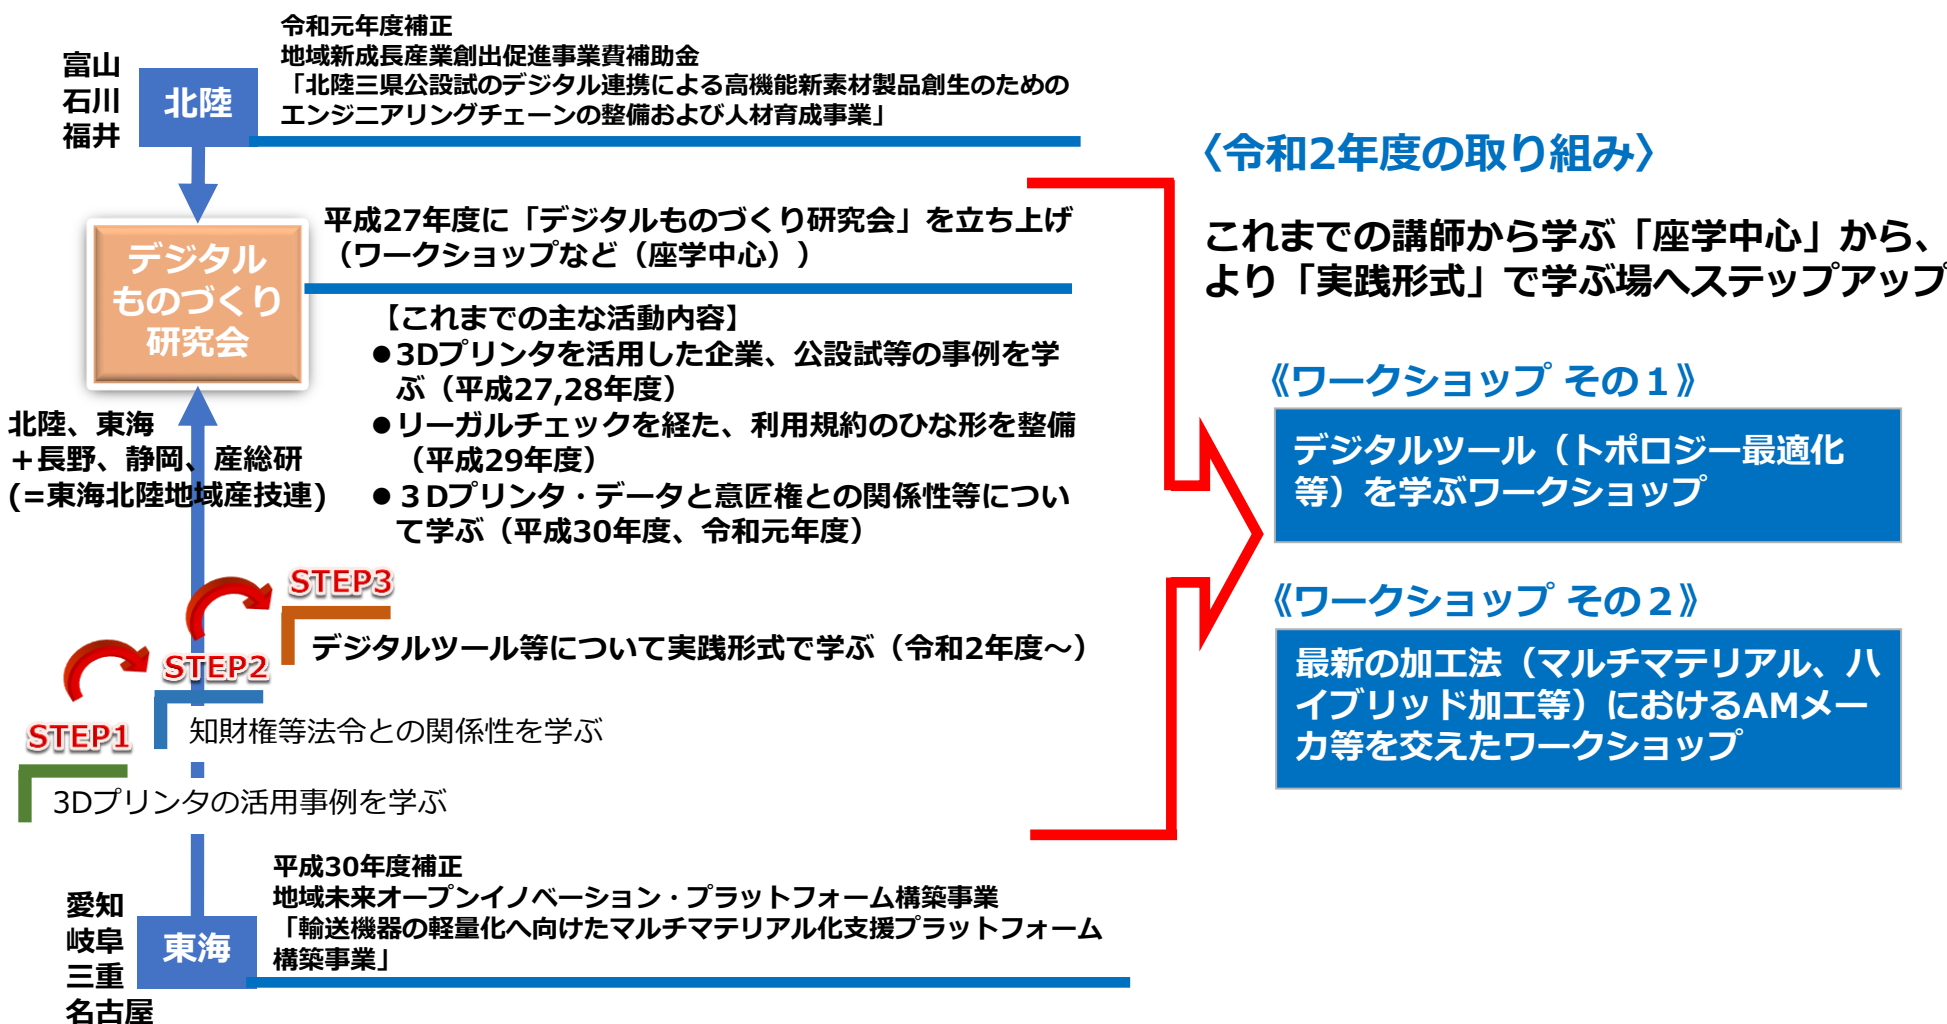 令和元年度補正
地域新成長産業創出促進事業費補助金
「北陸三県公設試のデジタル連携による高機能新素材製品創生のための
エンジニアリングチェーンの整備および人材育成事業」
富山
石川
福井
北陸
デジタル
ものづくり
研究会
平成27年度に「デジタルものづくり研究会」を立ち上げ
（ワークショップなど（座学中心））
【これまでの主な活動内容】
●3Dプリンタを活用した企業、公設試等の事例を学
ぶ（平成27,28年度）
●リーガルチェックを経た、利用規約のひな形を整備
（平成29年度）
●３Dプリンタ・データと意匠権との関係性等につい
て学ぶ（平成30年度、令和元年度）
北陸、東海
＋長野、静岡、産総研
(=東海北陸地域産技連)
STEP3
デジタルツール等について実践形式で学ぶ（令和2年度～）
STEP2
知財権等法令との関係性を学ぶ
STEP1
3Dプリンタの活用事例を学ぶ
愛知
岐阜
三重
名古屋
東海
平成30年度補正
地域未来オープンイノベーション・プラットフォーム構築事業
「輸送機器の軽量化へ向けたマルチマテリアル化支援プラットフォーム
構築事業」
〈令和2年度の取り組み〉
これまでの講師から学ぶ「座学中心」から、
より「実践形式」で学ぶ場へステップアップ
《ワークショップ その１》
デジタルツール（トポロジー最適化
等）を学ぶワークショップ
《ワークショップ その２》
最新の加工法（マルチマテリアル、ハ
イブリッド加工等）におけるAMメー
カ等を交えたワークショップ